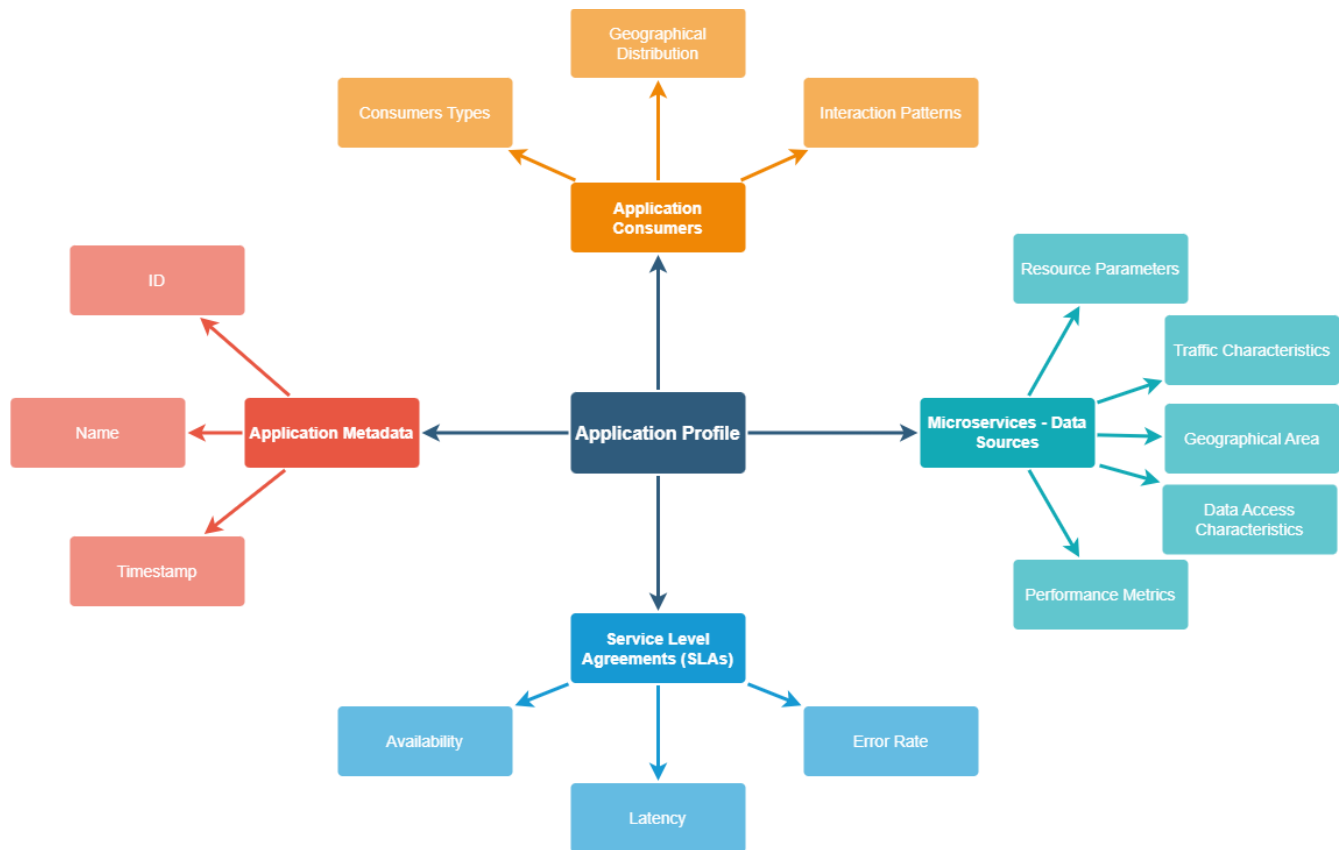 Geographical
Distribution
Consumers Types
Interaction Patterns
Application
Consumers
ID
Resource Parameters
Traffic Characteristics
Name
Application Metadata
Application Profile
Microservices - Data
Sources
Geographical Area
Data Access
Characteristics
Timestamp
Performance Metrics
Service Level
Agreements (SLAs)
Availability
Error Rate
Latency